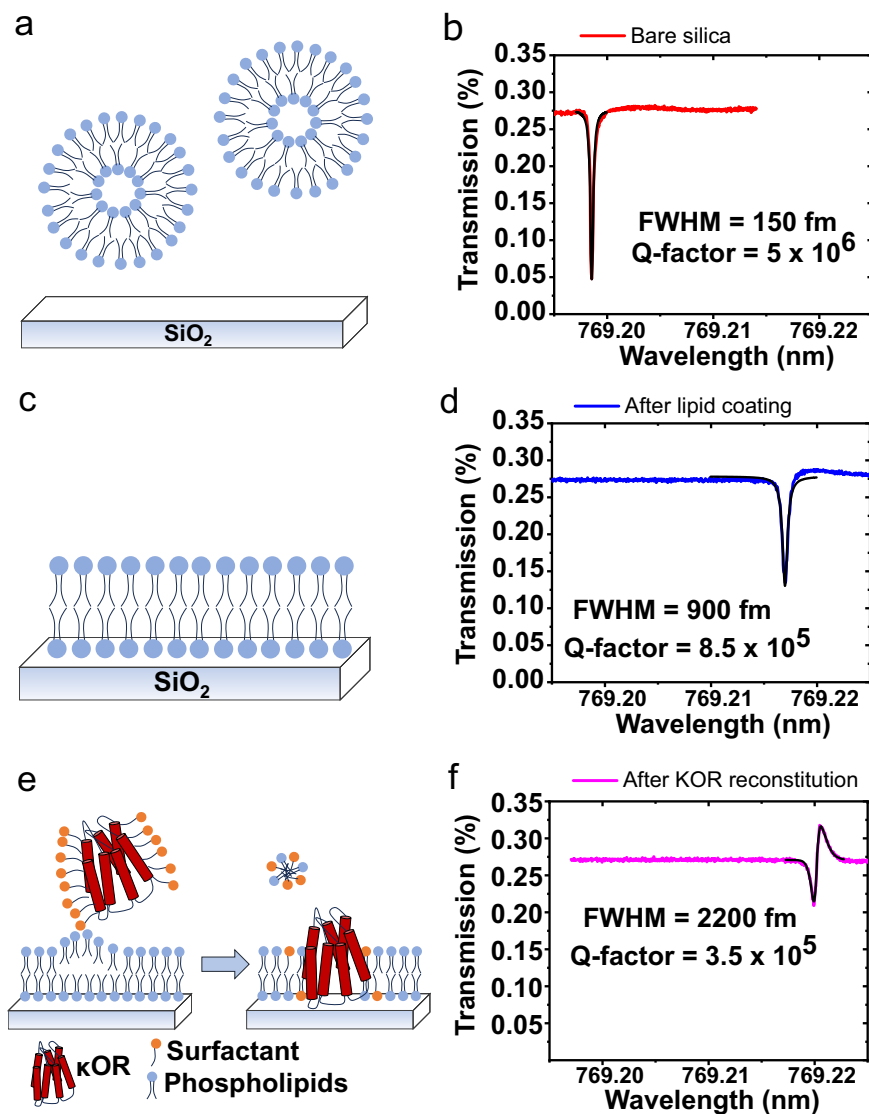 a
SiO₂
b
Bare silica
Transmission (%)
0.35
0.30
0.25
0.20
0.15
0.10
0.05
0.00
FWHM = 150 fm
Q-factor = 5 x 10⁶
769.20 769.21 769.22
Wavelength (nm)
c
SiO₂
d
After lipid coating
Transmission (%)
0.35
0.30
0.25
0.20
0.15
0.10
0.05
0.00
FWHM = 900 fm
Q-factor = 8.5 x 10⁵
769.20 769.21 769.22
Wavelength (nm)
e
κOR
Surfactant
Phospholipids
f
After KOR reconstitution
Transmission (%)
0.35
0.30
0.25
0.20
0.15
0.10
0.05
FWHM = 2200 fm
Q-factor = 3.5 x 10⁵
769.20 769.21 769.22
Wavelength (nm)